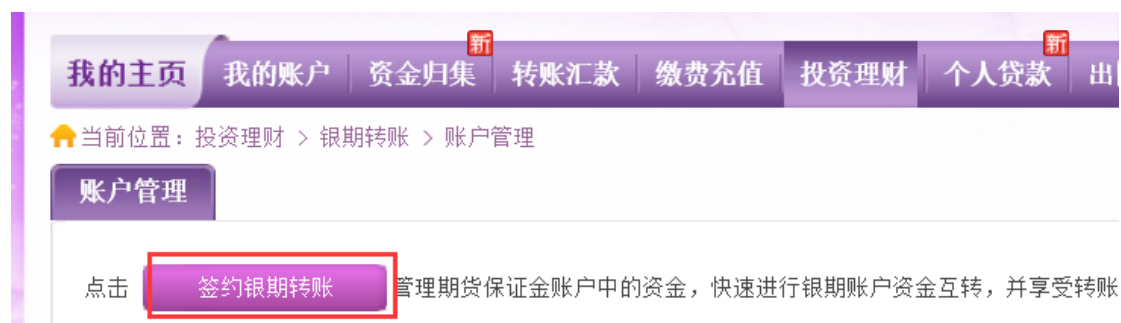 新 新
我的主页 我的账户 资金归集 转账汇款 缴费充值 投资理财 个人贷款 出
当前位置：投资理财 > 银期转账 > 账户管理
账户管理
点击 签约银期转账 管理期货保证金账户中的资金，快速进行银期账户资金互转，并享受转账